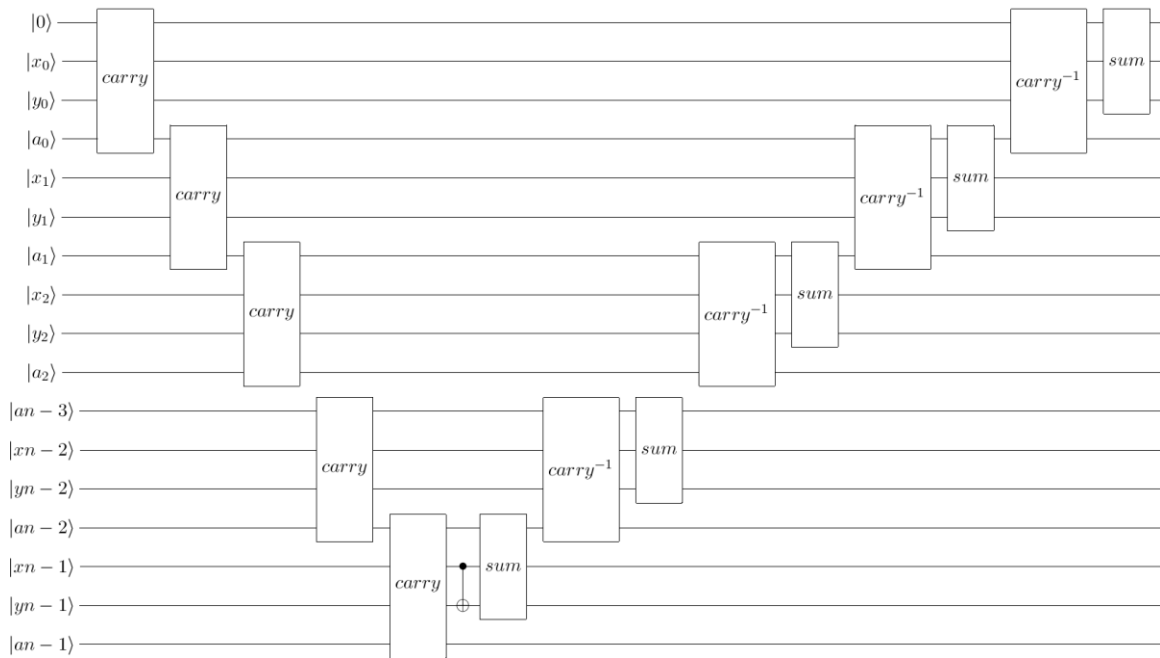 |0⟩
|x₀⟩
carry
carry⁻¹
sum
|y₀⟩
|a₀⟩
|x₁⟩
carry
carry⁻¹
sum
|y₁⟩
|a₁⟩
|x₂⟩
carry
carry⁻¹
sum
|y₂⟩
|a₂⟩
|an − 3⟩
|xn − 2⟩
carry
carry⁻¹
sum
|yn − 2⟩
|an − 2⟩
|xn − 1⟩
carry
sum
|yn − 1⟩
|an − 1⟩